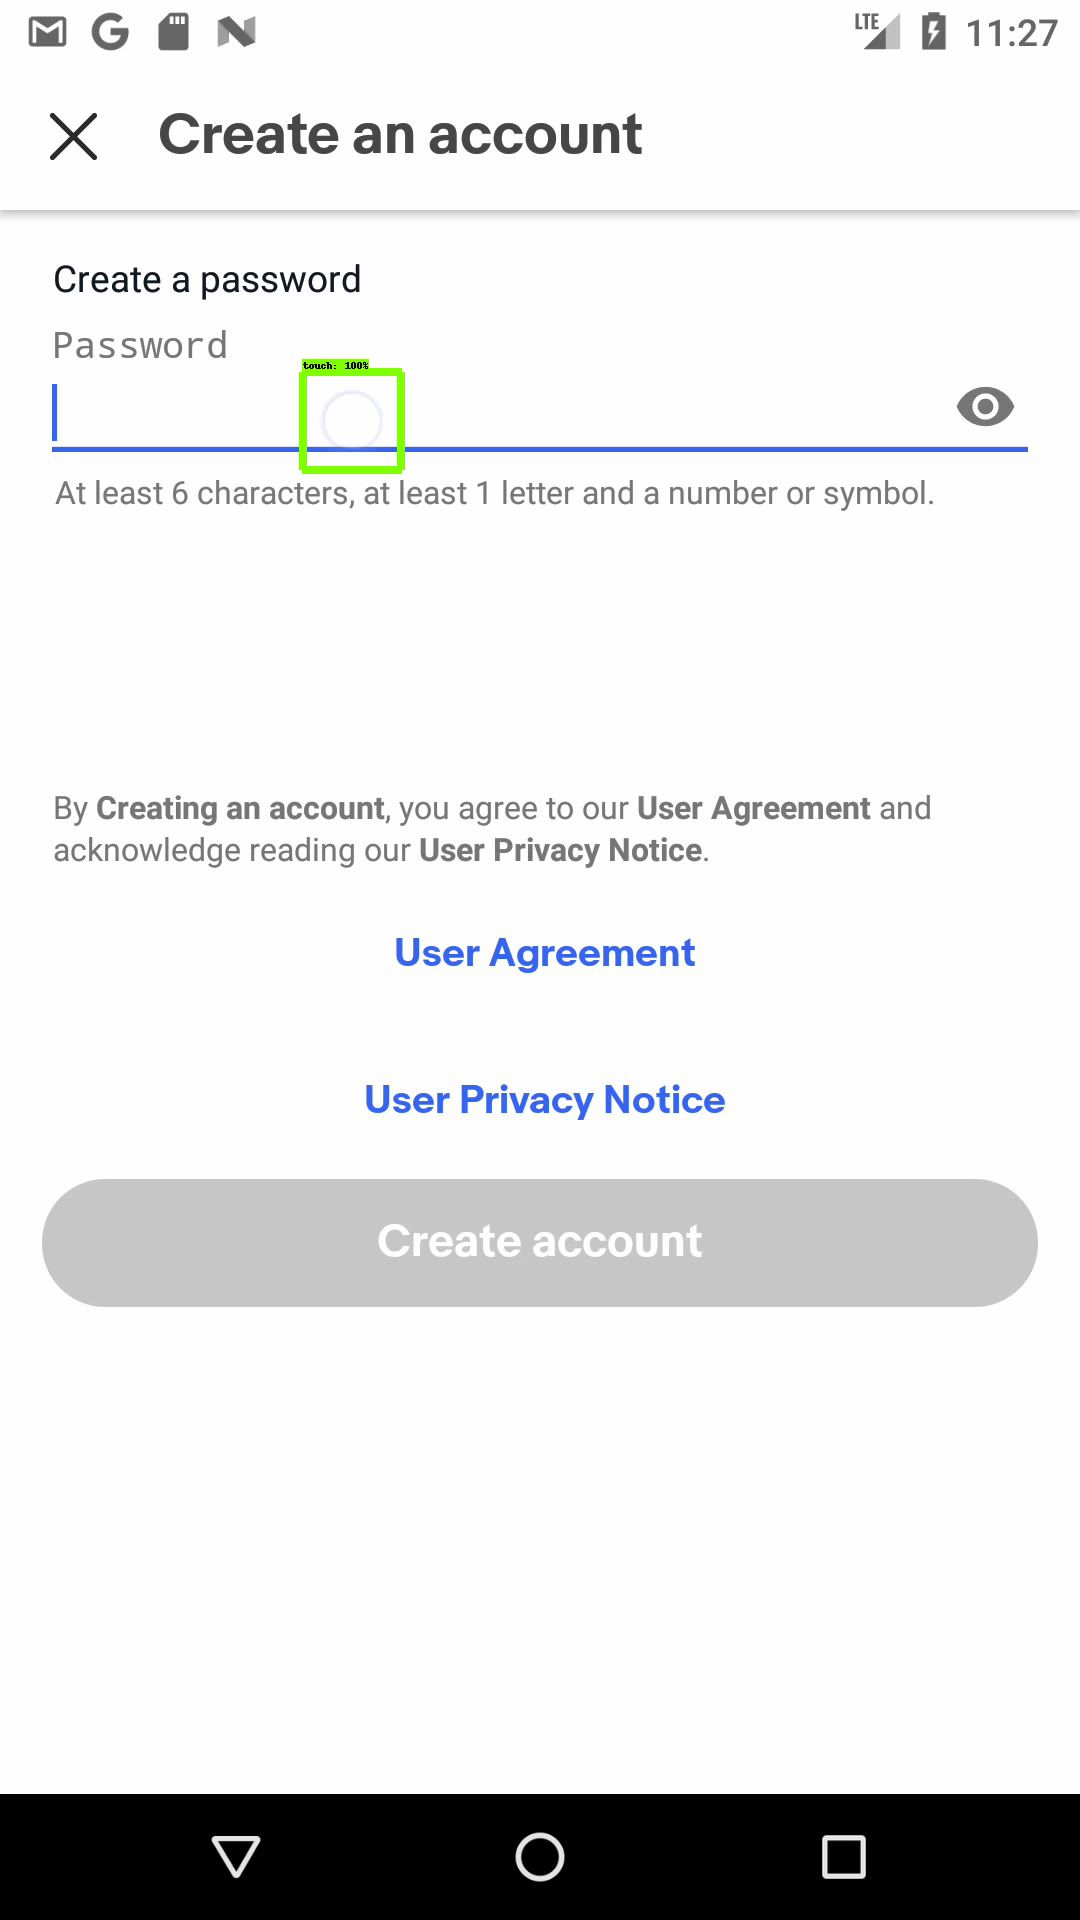 LTE 11:27
Create an account
Create a password
Password
touch: 100%
At least 6 characters, at least 1 letter and a number or symbol.
By Creating an account, you agree to our User Agreement and
acknowledge reading our User Privacy Notice.
User Agreement
User Privacy Notice
Create account